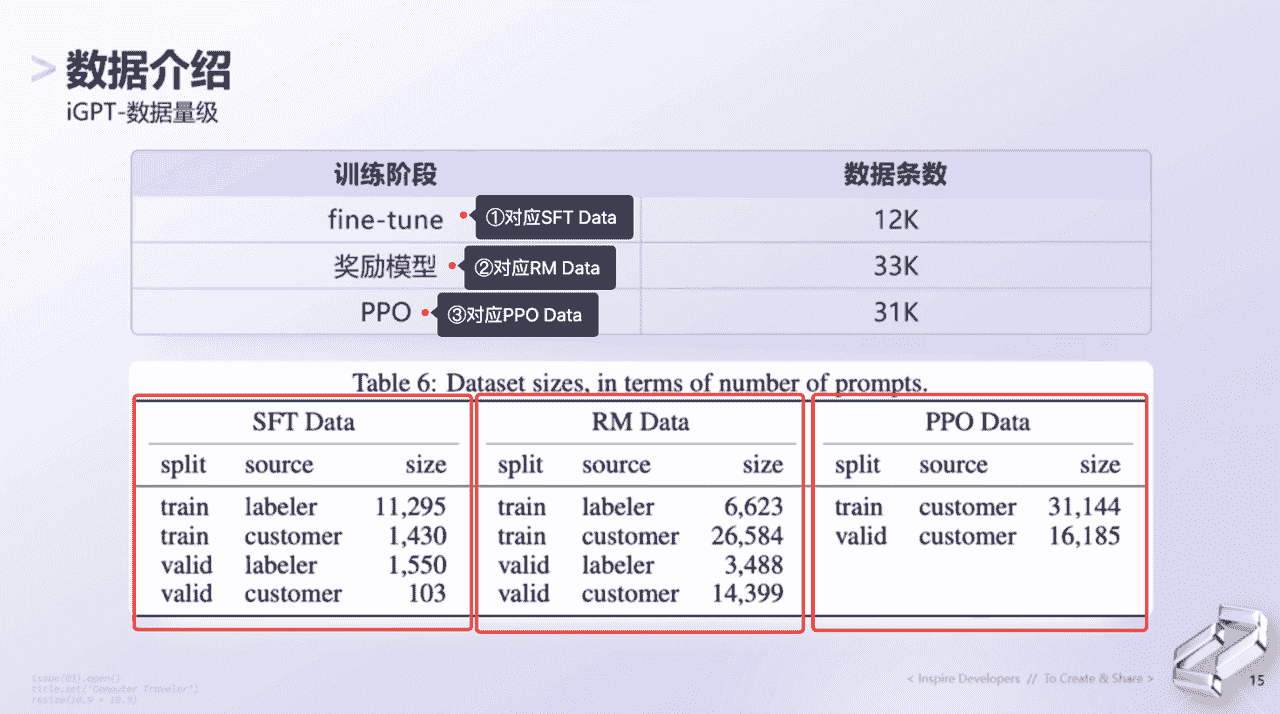 > 数据介绍
iGPT-数据量级
训练阶段 数据条数
fine-tune ①对应SFT Data 12K
奖励模型 ②对应RM Data 33K
PPO ③对应PPO Data 31K
Table 6: Dataset sizes, in terms of number of prompts.
SFT Data RM Data PPO Data
split source size split source size split source size
train labeler 11,295 train labeler 6,623 train customer 31,144
train customer 1,430 train customer 26,584 valid customer 16,185
valid labeler 1,550 valid labeler 3,488
valid customer 103 valid customer 14,399
issue(03).open()
title.set('Computer Traveler')
resize(10.9 * 10.9)
< Inspire Developers // To Create & Share >
15